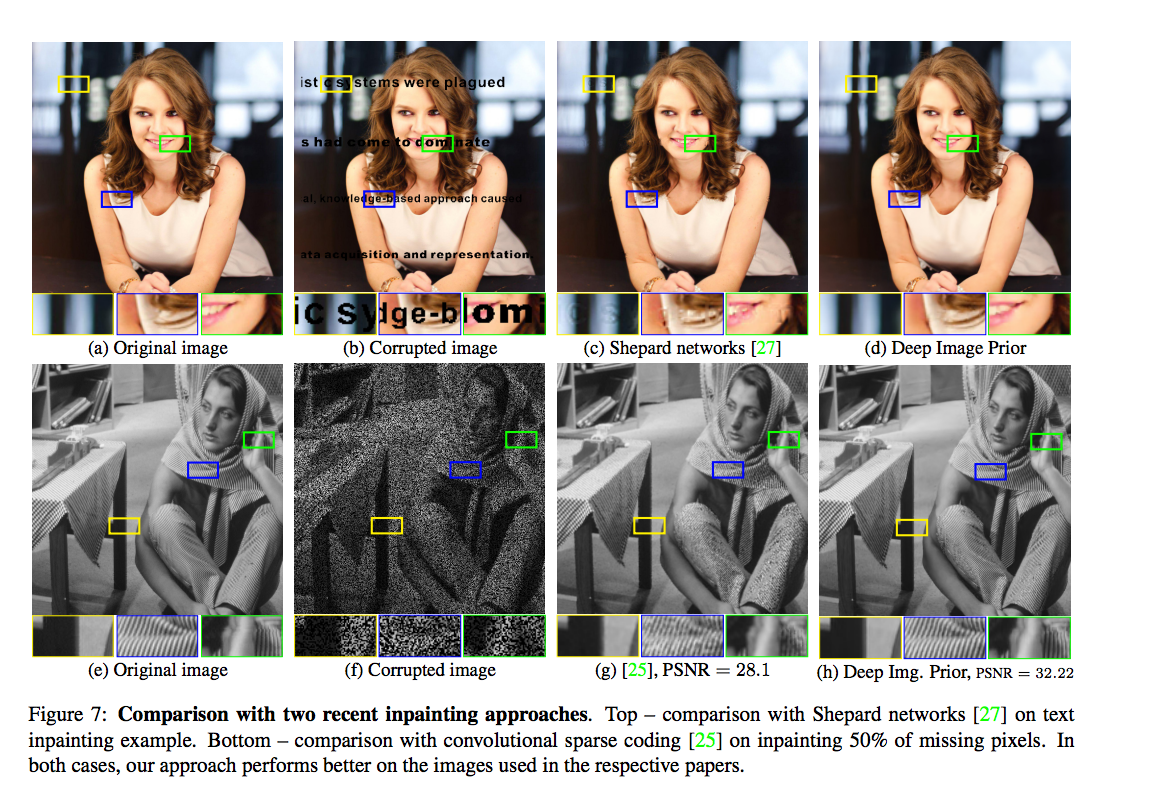 ist c systems were plagued
s had come to dominate
al, knowledge-based approach caused
ata acquisition and representation.
ic sy dge-b lomi
(a) Original image
(b) Corrupted image
(c) Shepard networks [27]
(d) Deep Image Prior
(e) Original image
(f) Corrupted image
(g) [25], PSNR = 28.1
(h) Deep Img. Prior, PSNR = 32.22
Figure 7: Comparison with two recent inpainting approaches. Top – comparison with Shepard networks [27] on text
inpainting example. Bottom – comparison with convolutional sparse coding [25] on inpainting 50% of missing pixels. In
both cases, our approach performs better on the images used in the respective papers.